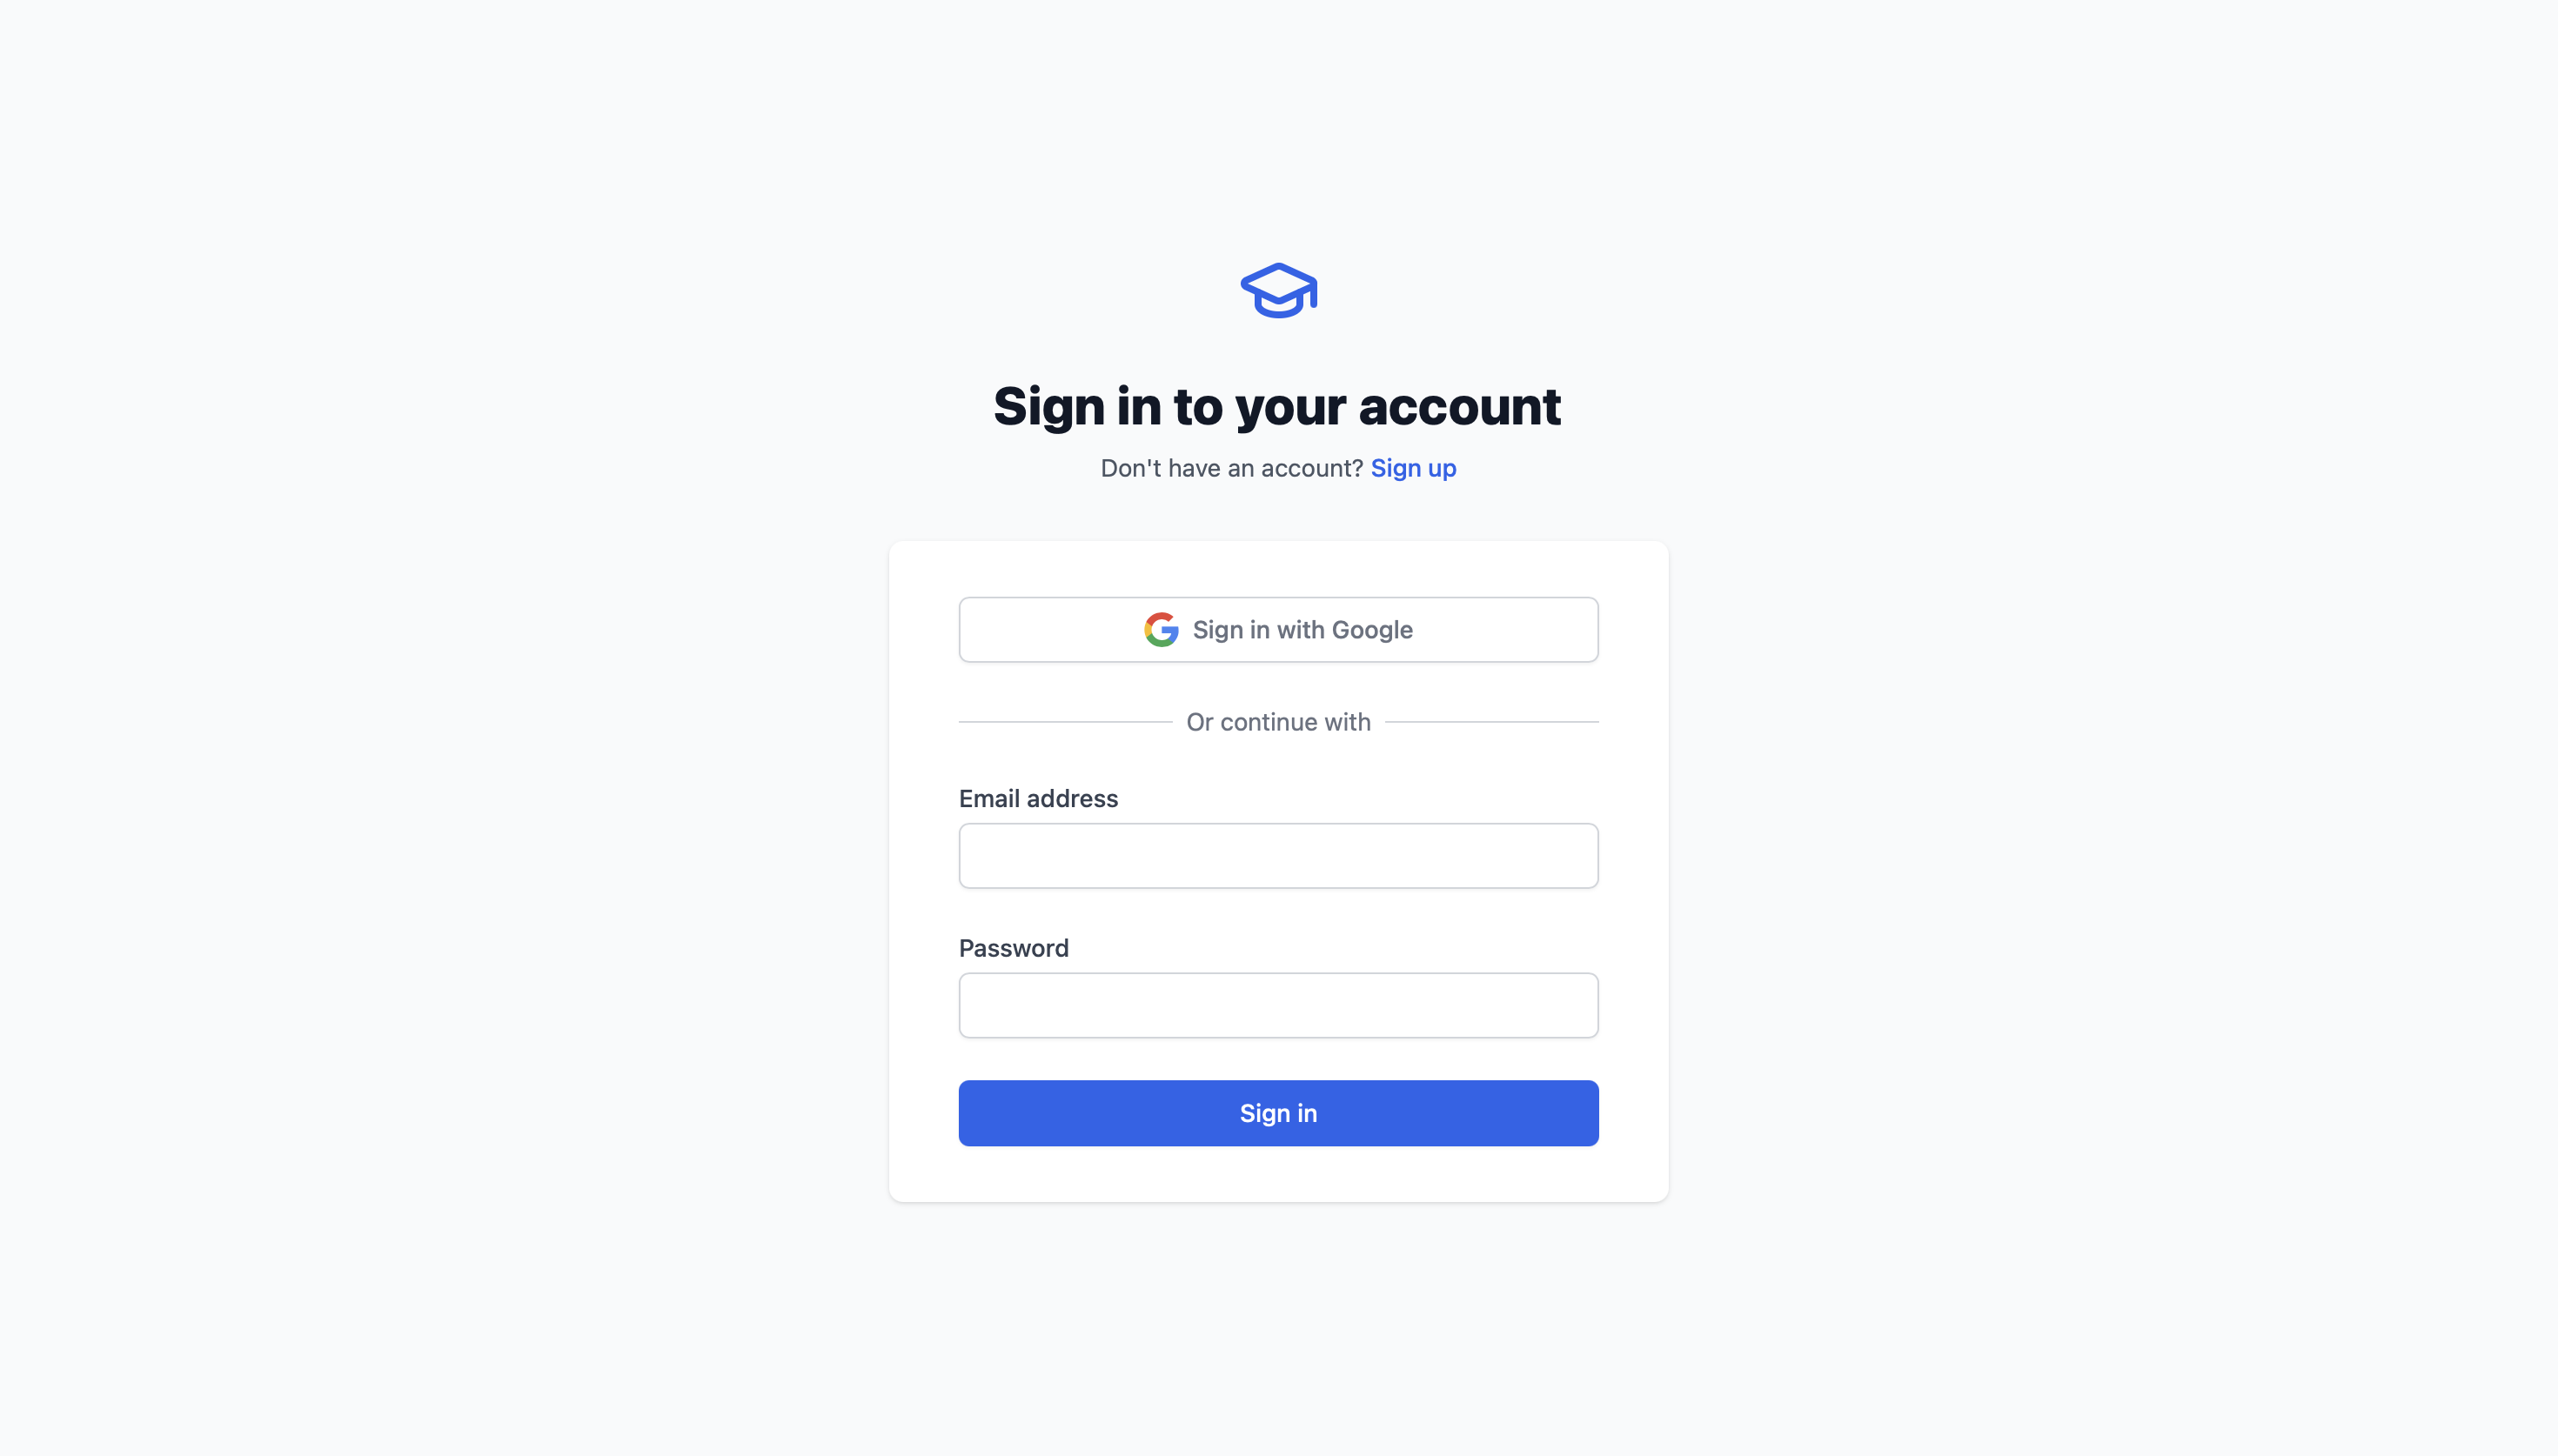 Sign in to your account
Don't have an account? Sign up
Sign in with Google
Or continue with
Email address
Password
Sign in